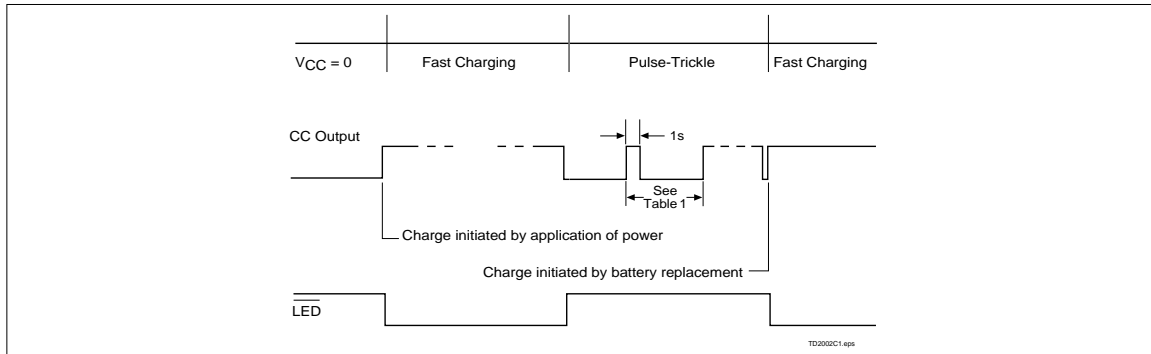 VCC = 0
Fast Charging
Pulse-Trickle
Fast Charging
CC Output
1s
See
Table 1
Charge initiated by application of power
Charge initiated by battery replacement
LED
TD2002C1.eps